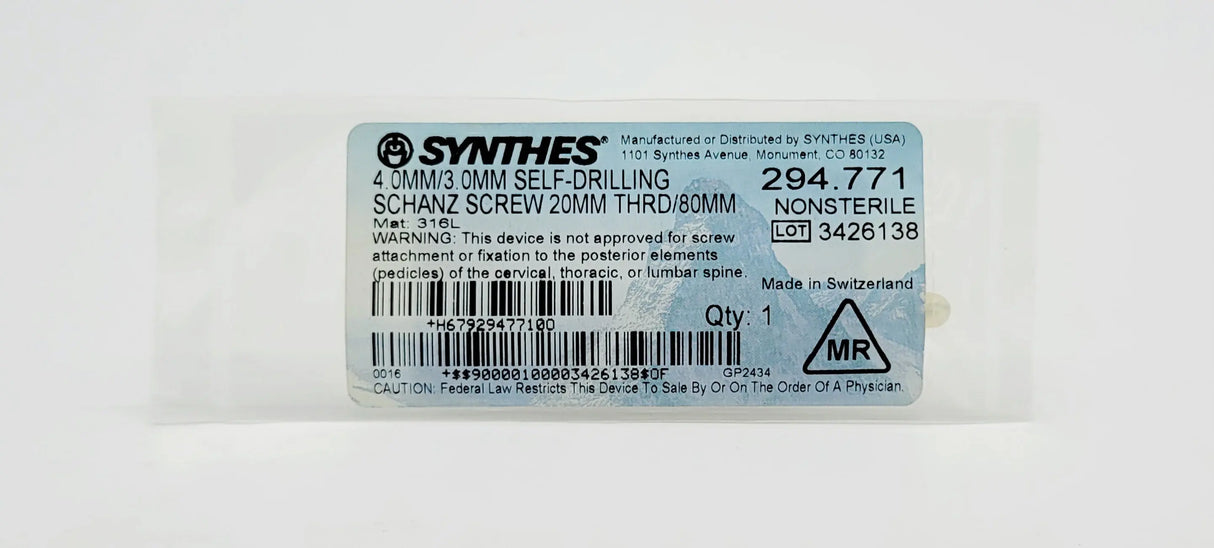 SYNTHES®
Manufactured or Distributed by SYNTHES (USA)
1101 Synthes Avenue, Monument, CO 80132
4.0MM/3.0MM SELF-DRILLING
SCHANZ SCREW 20MM THRD/80MM
294.771
NONSTERILE
LOT 3426138
Mat: 316L
WARNING: This device is not approved for screw
attachment or fixation to the posterior elements
(pedicles) of the cervical, thoracic, or lumbar spine.
Made in Switzerland
+H67929477100
Qty: 1
MR
0016 +$$90000100003426138$0F GP2434
CAUTION: Federal Law Restricts This Device To Sale By Or On The Order Of A Physician.